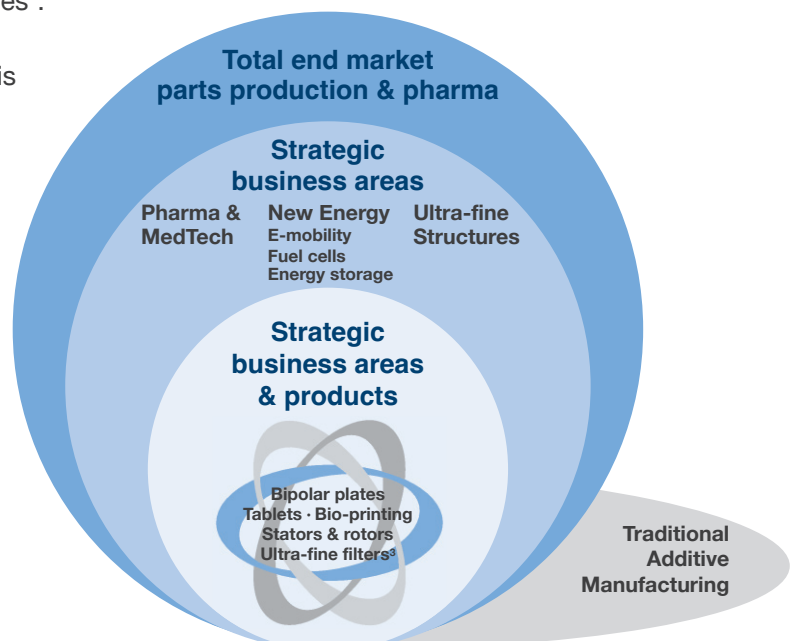 es".
is
Total end market
parts production & pharma
Strategic
business areas
Pharma &
MedTech
New Energy
E-mobility
Fuel cells
Energy storage
Ultra-fine
Structures
Strategic
business areas
& products
Bipolar plates
Tablets · Bio-printing
Stators & rotors
Ultra-fine filters³
Traditional
Additive
Manufacturing